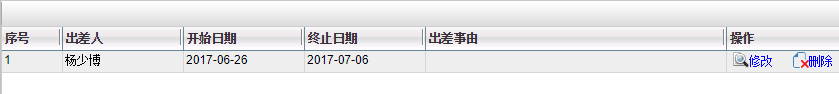 序号 出差人 开始日期 终止日期 出差事由 操作
1 杨少博 2017-06-26 2017-07-06 修改 删除